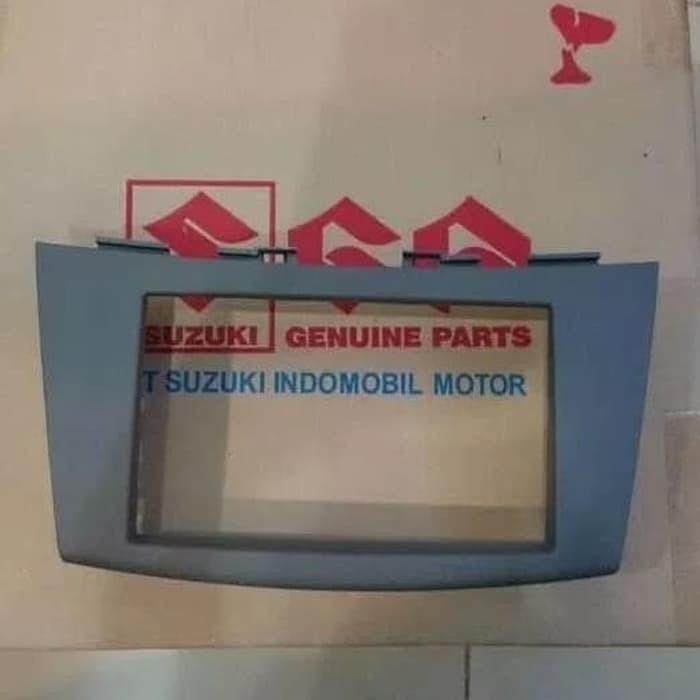 SUZUKI GENUINE PARTS
T SUZUKI INDOMOBIL MOTOR